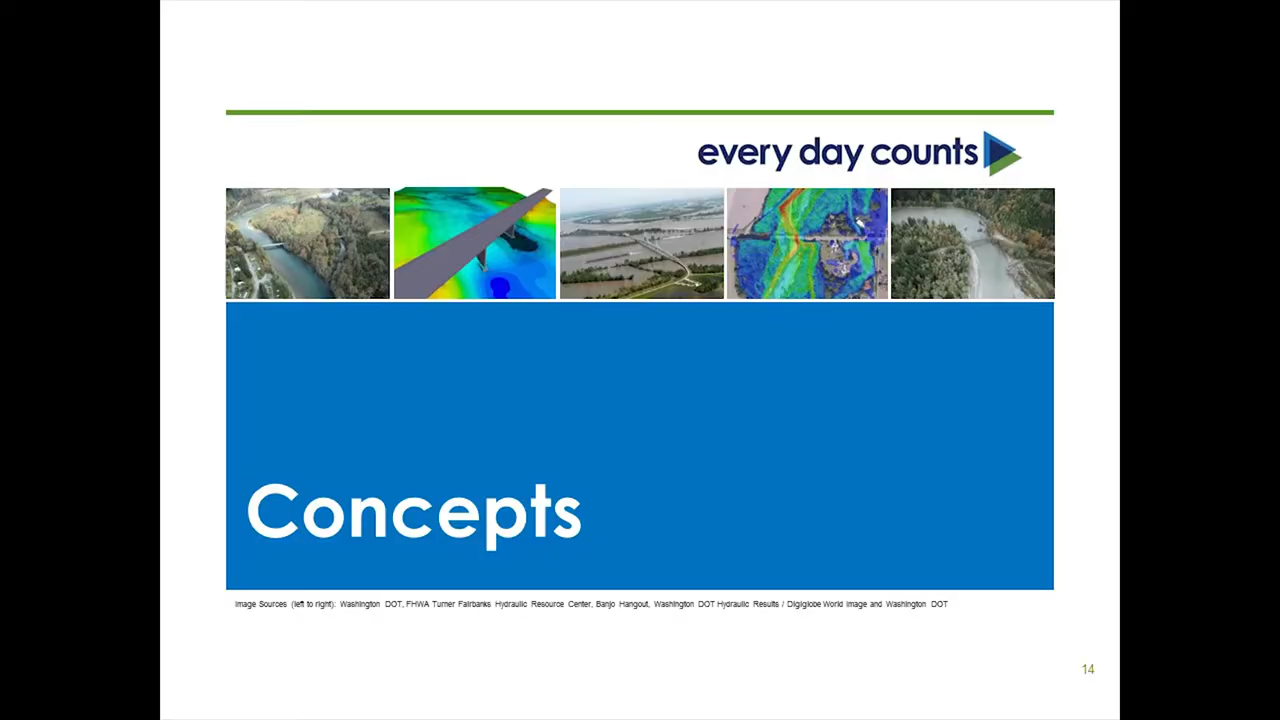 every day counts
Concepts
Image Sources (left to right): Washington DOT, FHWA Turner Fairbanks Hydraulic Resource Center, Banjo Hangout, Washington DOT Hydraulic Results / Digiglobe World Image and Washington DOT
14